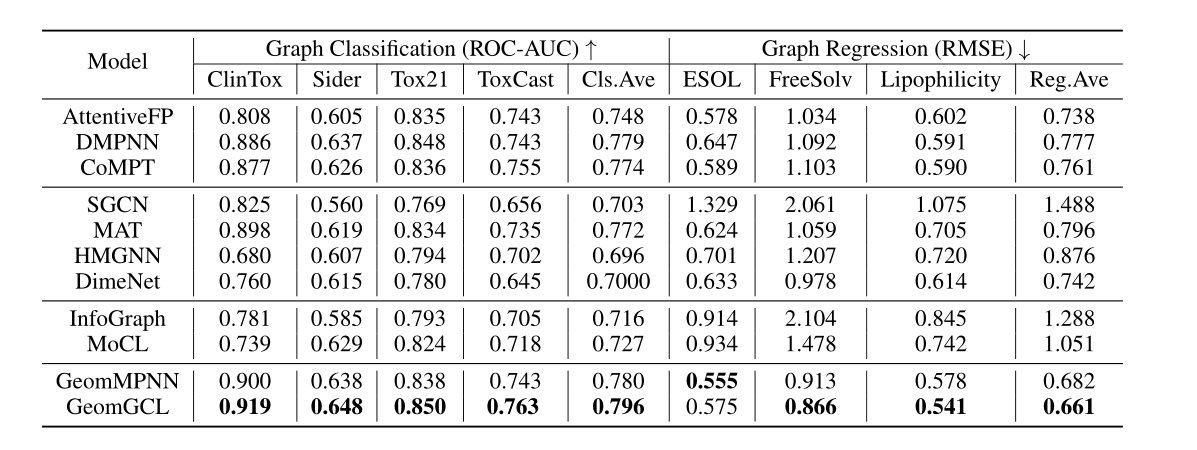 Model Graph Classification (ROC-AUC) ↑ Graph Regression (RMSE) ↓
ClinTox Sider Tox21 ToxCast Cls.Ave ESOL FreeSolv Lipophilicity Reg.Ave
AttentiveFP 0.808 0.605 0.835 0.743 0.748 0.578 1.034 0.602 0.738
DMPNN 0.886 0.637 0.848 0.743 0.779 0.647 1.092 0.591 0.777
CoMPT 0.877 0.626 0.836 0.755 0.774 0.589 1.103 0.590 0.761
SGCN 0.825 0.560 0.769 0.656 0.703 1.329 2.061 1.075 1.488
MAT 0.898 0.619 0.834 0.735 0.772 0.624 1.059 0.705 0.796
HMGNN 0.680 0.607 0.794 0.702 0.696 0.701 1.207 0.720 0.876
DimeNet 0.760 0.615 0.780 0.645 0.7000 0.633 0.978 0.614 0.742
InfoGraph 0.781 0.585 0.793 0.705 0.716 0.914 2.104 0.845 1.288
MoCL 0.739 0.629 0.824 0.718 0.727 0.934 1.478 0.742 1.051
GeomMPNN 0.900 0.638 0.838 0.743 0.780 0.555 0.913 0.578 0.682
GeomGCL 0.919 0.648 0.850 0.763 0.796 0.575 0.866 0.541 0.661